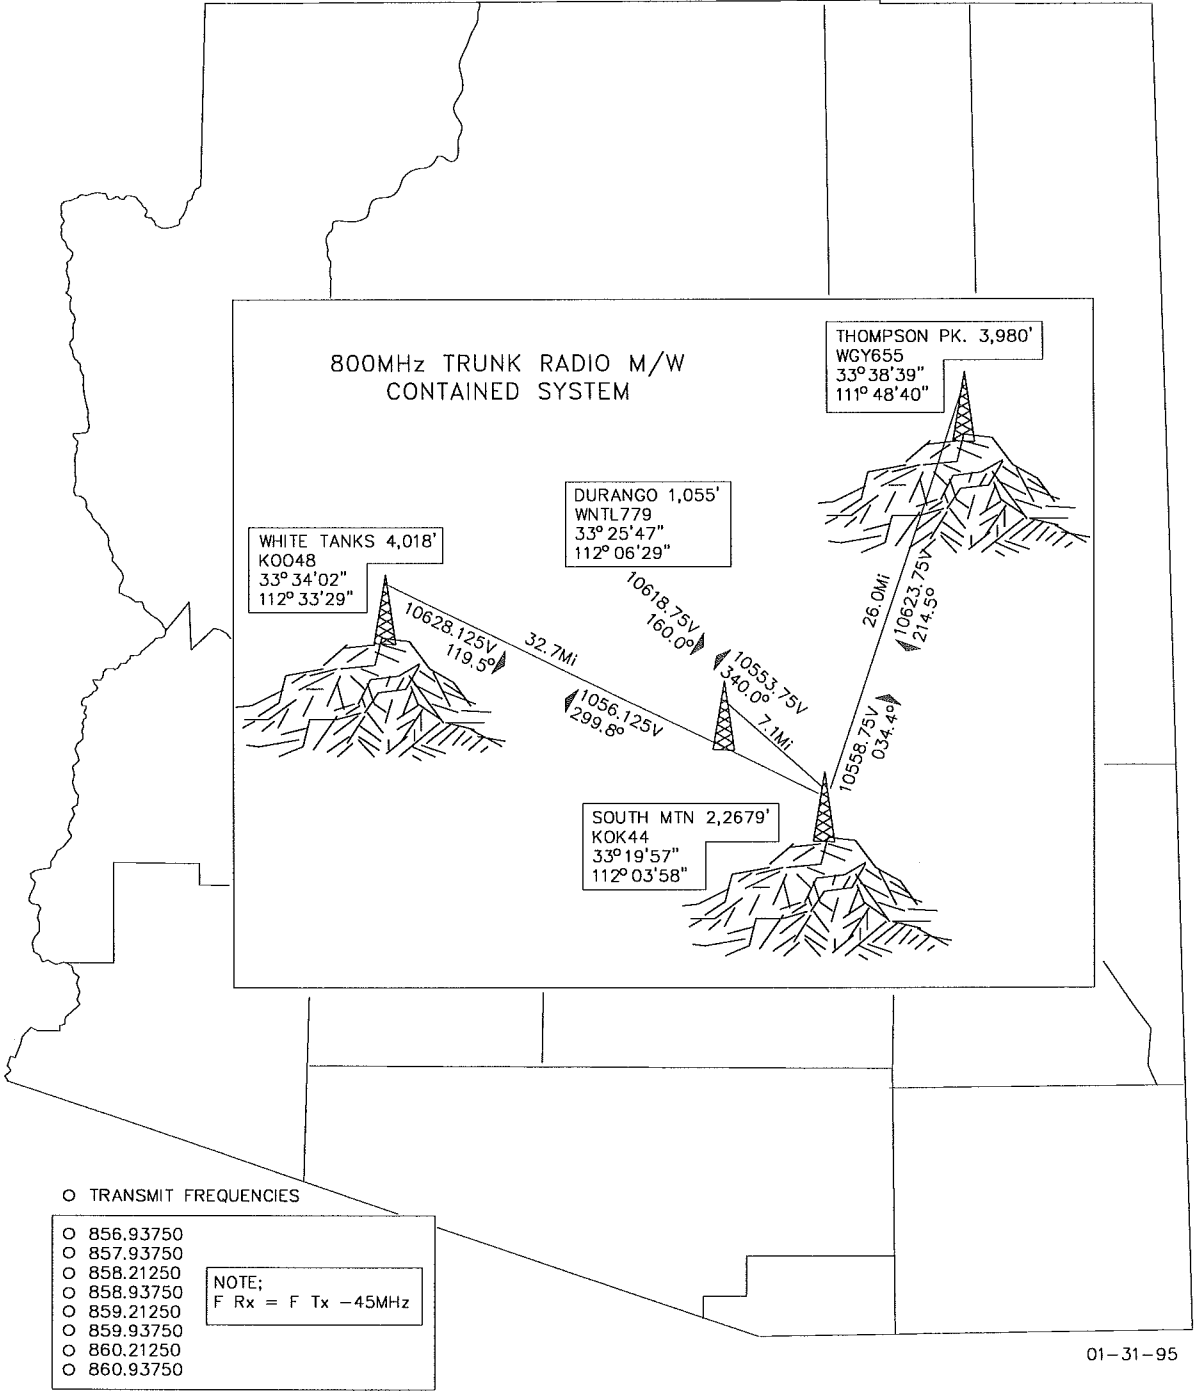 800MHz TRUNK RADIO M/W
CONTAINED SYSTEM
THOMPSON PK. 3,980'
WGY655
33° 38'39"
111° 48'40"
DURANGO 1,055'
WNTL779
33° 25'47"
112° 06'29"
WHITE TANKS 4,018'
KOO48
33° 34'02"
112° 33'29"
10628.125V
119.5°
32.7Mi
1056.125V
299.8°
10618.75V
160.0°
10553.75V
340.0°
7.1Mi
26.0Mi
10623.75V
214.5°
10558.75V
034.4°
SOUTH MTN 2,2679'
KOK44
33° 19'57"
112° 03'58"
O TRANSMIT FREQUENCIES
O 856.93750
O 857.93750
O 858.21250
O 858.93750
O 859.21250
O 859.93750
O 860.21250
O 860.93750
NOTE;
F Rx = F Tx -45MHz
01-31-95